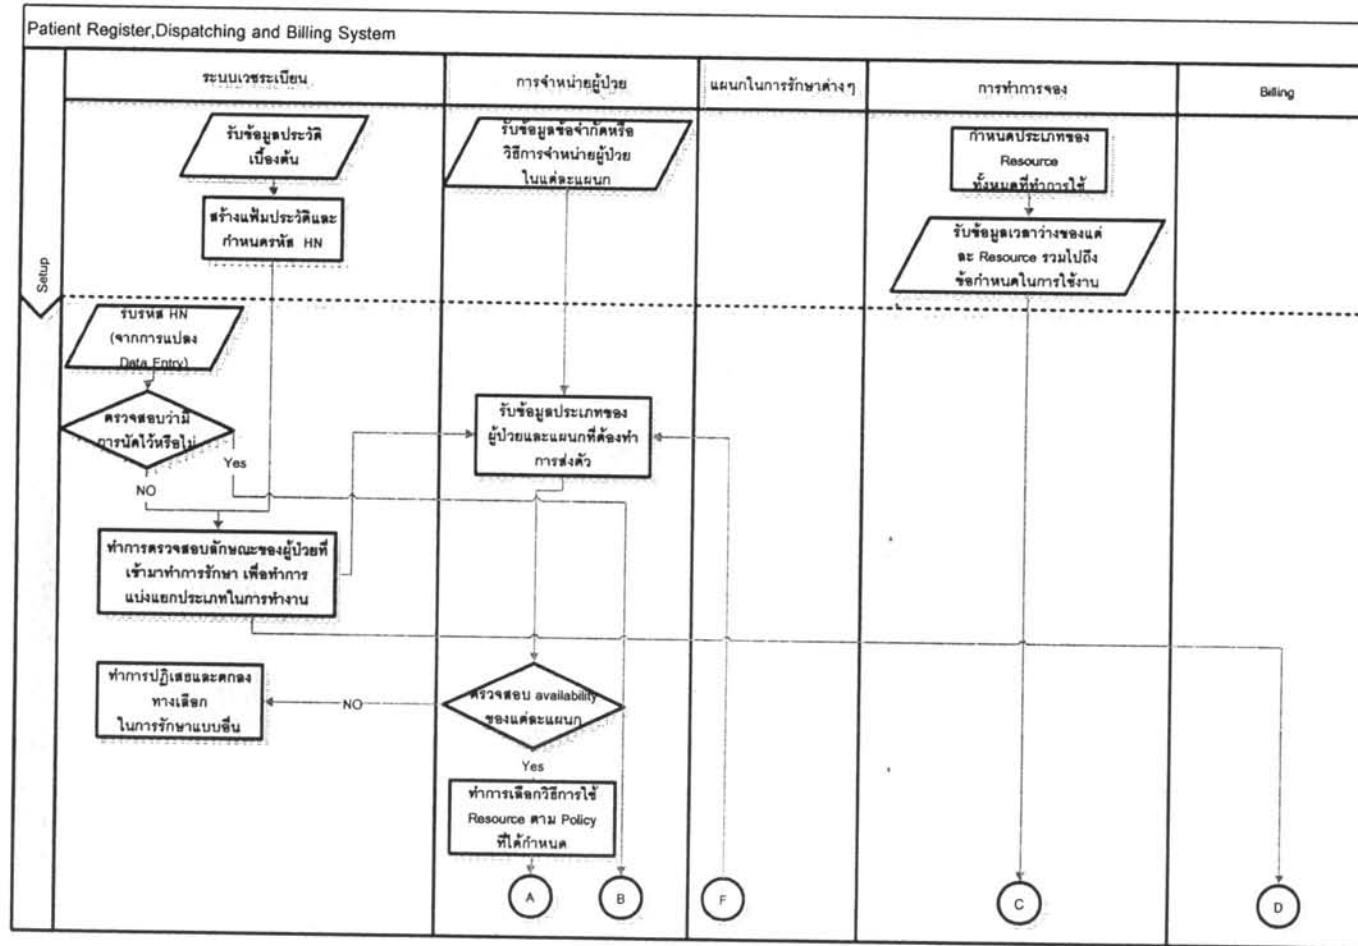 Patient Register,Dispatching and Billing System
ระบบเวชระเบียน
การจำหน่ายผู้ป่วย
แผนกในการรักษาต่างๆ
การทำการจอง
Billing
Setup
รับข้อมูลประวัติ
เบื้องต้น
สร้างแฟ้มประวัติและ
กำหนดรหัส HN
รับข้อมูลข้อจำกัดหรือ
วิธีการจำหน่ายผู้ป่วย
ในแต่ละแผนก
กำหนดประเภทของ
Resource
ทั้งหมดที่ทำการใช้
รับข้อมูลเวลาว่างของแต่
ละ Resource รวมไปถึง
ข้อกำหนดในการใช้งาน
รับรหัส HN
(จากการแปลง
Data Entry)
ตรวจสอบว่ามี
การนัดไว้หรือไม่
Yes
NO
รับข้อมูลประเภทของ
ผู้ป่วยและแผนกที่ต้องทำ
การส่งตัว
ทำการตรวจสอบลักษณะของผู้ป่วยที่
เข้ามาทำการรักษา เพื่อทำการ
แบ่งแยกประเภทในการทำงาน
ทำการปฏิเสธและตกลง
ทางเลือก
ในการรักษาแบบอื่น
NO
ตรวจสอบ availability
ของแต่ละแผนก
Yes
ทำการเลือกวิธีการใช้
Resource ตาม Policy
ที่ได้กำหนด
A
B
F
C
D